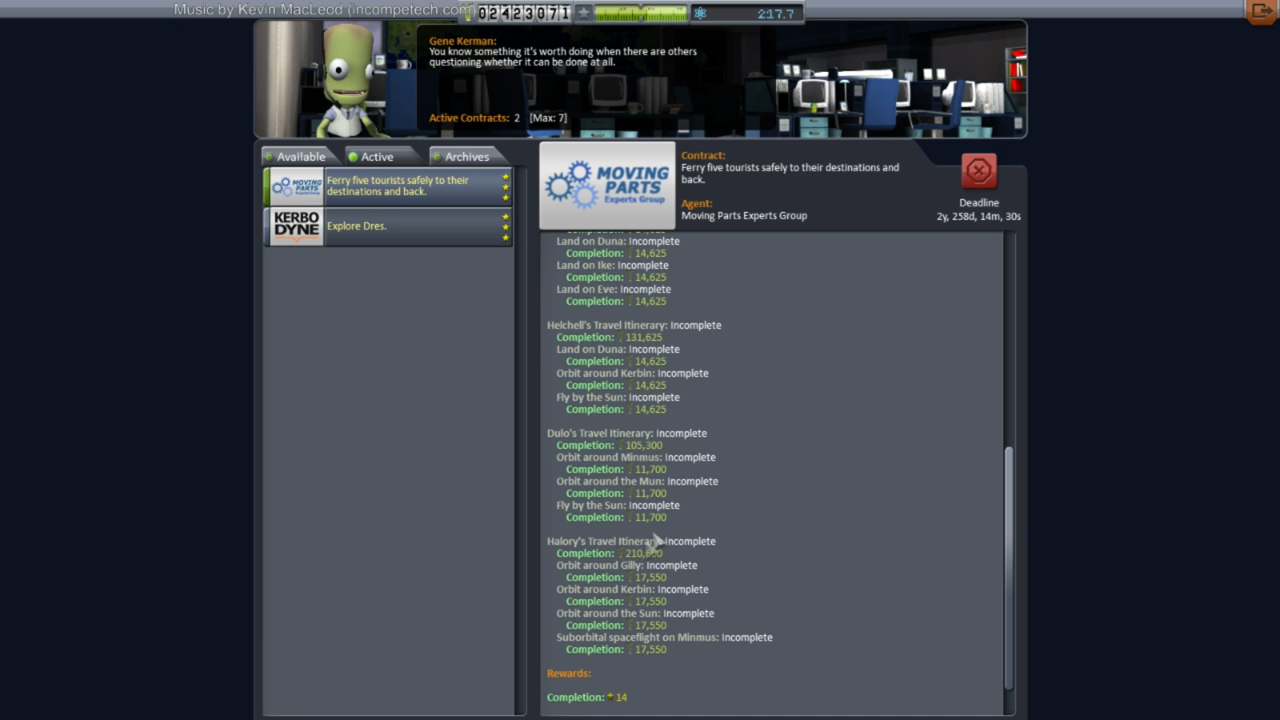 Music by Kevin MacLeod (incompetech.com)
02423071
217.7
Gene Kerman:
You know something it's worth doing when there are others
questioning whether it can be done at all.
Active Contracts: 2 [Max: 7]
Available
Active
Archives
Ferry five tourists safely to their
destinations and back.
KERBO
DYNE
Explore Dres.
MOVING
PARTS
Experts Group
MOVING
PARTS
Experts Group
Contract:
Ferry five tourists safely to their destinations and
back.
Agent:
Moving Parts Experts Group
Deadline
2y, 258d, 14m, 30s
Land on Duna: Incomplete
Completion: 14,625
Land on Ike: Incomplete
Completion: 14,625
Land on Eve: Incomplete
Completion: 14,625
Helchell's Travel Itinerary: Incomplete
Completion: 131,625
Land on Duna: Incomplete
Completion: 14,625
Orbit around Kerbin: Incomplete
Completion: 14,625
Fly by the Sun: Incomplete
Completion: 14,625
Dulo's Travel Itinerary: Incomplete
Completion: 105,300
Orbit around Minmus: Incomplete
Completion: 11,700
Orbit around the Mun: Incomplete
Completion: 11,700
Fly by the Sun: Incomplete
Completion: 11,700
Halory's Travel Itinerary: Incomplete
Completion: 210,600
Orbit around Gilly: Incomplete
Completion: 17,550
Orbit around Kerbin: Incomplete
Completion: 17,550
Orbit around the Sun: Incomplete
Completion: 17,550
Suborbital spaceflight on Minmus: Incomplete
Completion: 17,550
Rewards:
Completion: 14